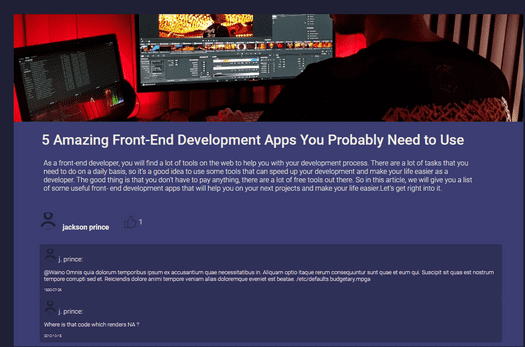 5 Amazing Front-End Development Apps You Probably Need to Use
As a front-end developer, you will find a lot of tools on the web to help you with your development process. There are a lot of tasks that you
need to do on a daily basis, so it's a good idea to use some tools that can speed up your development and make your life easier as a
developer. The good thing is that you don't have to pay anything, there are a lot of free tools out there. So in this article, we will give you a list
of some useful front- end development apps that will help you on your next projects and make your life easier.Let's get right into it.
jackson prince 1
j. prince:
@Waino Omnis quia dolorum temporibus ipsum ex accusantium quae necessitatibus in. Aliquam optio itaque rerum consequuntur sunt quae et eum qui. Suscipit sit quas est nostrum
tempore corrupti sed et. Reiciendis dolore animi tempore veniam alias doloremque eveniet est beatae. /etc/defaults.budgetary.mpga
j. prince:
Where is that code which renders NA ?